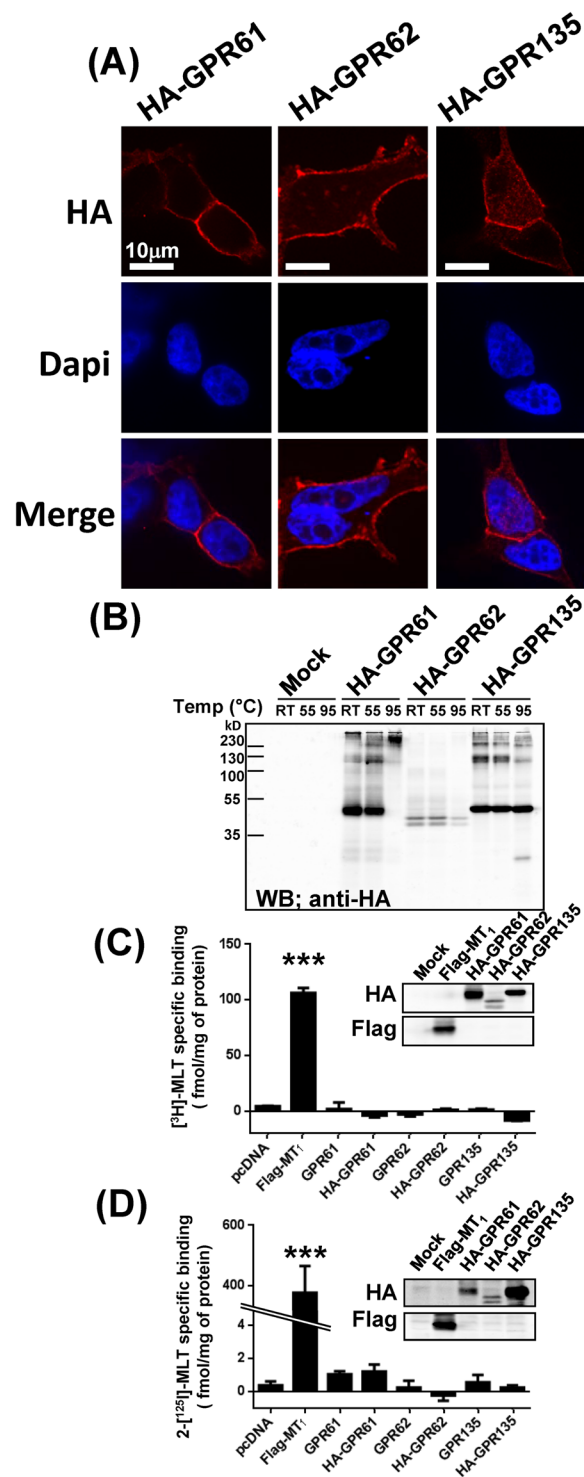 (A)
HA-GPR61
HA-GPR62
HA-GPR135
HA
10µm
Dapi
Merge
(B)
Mock
HA-GPR61
HA-GPR62
HA-GPR135
Temp (°C)
RT 55 95 RT 55 95 RT 55 95 RT 55 95
kD
230
130
100
55
35
WB; anti-HA
(C)
[³H]-MLT specific binding
( fmol/mg of protein)
150
100
50
0
***
Mock
Flag-MT₁
HA-GPR61
HA-GPR62
HA-GPR135
HA
Flag
pcDNA
Flag-MT₁
GPR61
HA-GPR61
GPR62
HA-GPR62
GPR135
HA-GPR135
(D)
2-[¹²⁵I]-MLT specific binding
( fmol/mg of protein)
600
400
4
2
0
***
Mock
Flag-MT₁
HA-GPR61
HA-GPR62
HA-GPR135
HA
Flag
pcDNA
Flag-MT₁
GPR61
HA-GPR61
GPR62
HA-GPR62
GPR135
HA-GPR135